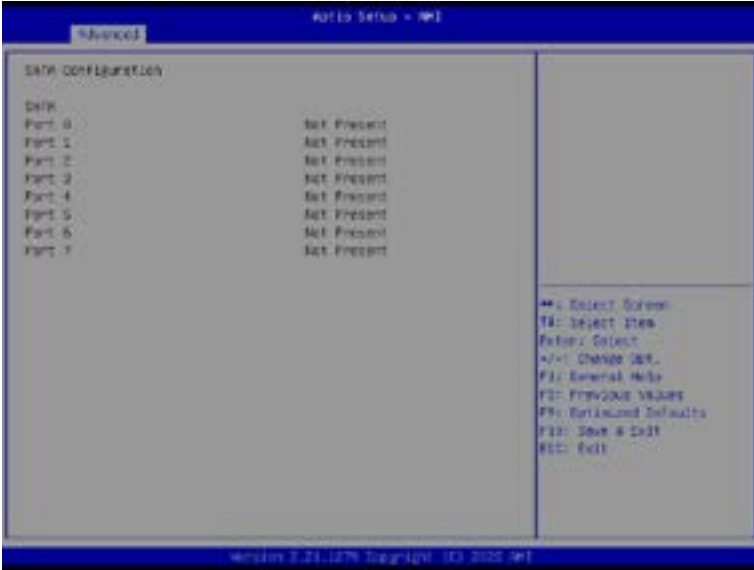 Aptio Setup - AMI
Advanced
SATA Configuration
SATA
Port 0 Not Present
Port 1 Not Present
Port 2 Not Present
Port 3 Not Present
Port 4 Not Present
Port 5 Not Present
Port 6 Not Present
Port 7 Not Present
: Select Screen
: Select Item
Enter: Select
+/-: Change Opt.
F1: General Help
F2: Previous Values
F9: Optimized Defaults
F10: Save & Exit
ESC: Exit
Version Copyright (C) AMI